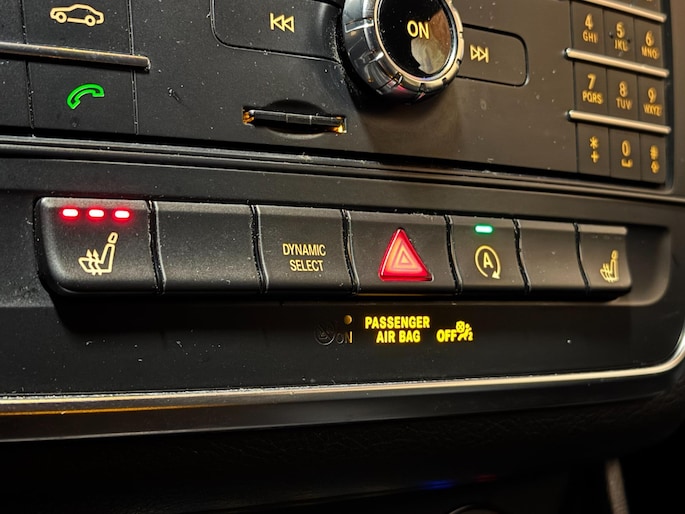 ON
4 GHI
5 JKL
6 MNO
7 PQRS
8 TUV
9 WXYZ
* +
0
#
DYNAMIC
SELECT
A
ON
PASSENGER
AIR BAG
OFF
2